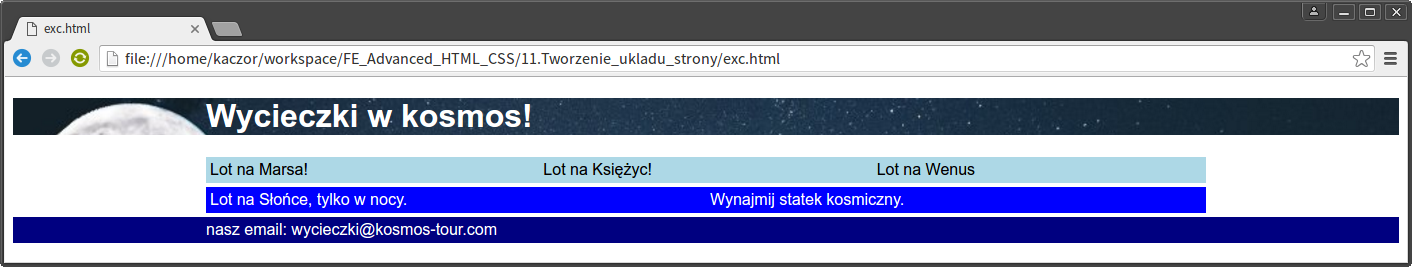 exc.html
file:///home/kaczor/workspace/FE_Advanced_HTML_CSS/11.Tworzenie_ukladu_strony/exc.html
Wycieczki w kosmos!
Lot na Marsa! Lot na Księżyc! Lot na Wenus
Lot na Słońce, tylko w nocy. Wynajmij statek kosmiczny.
nasz email: wycieczki@kosmos-tour.com